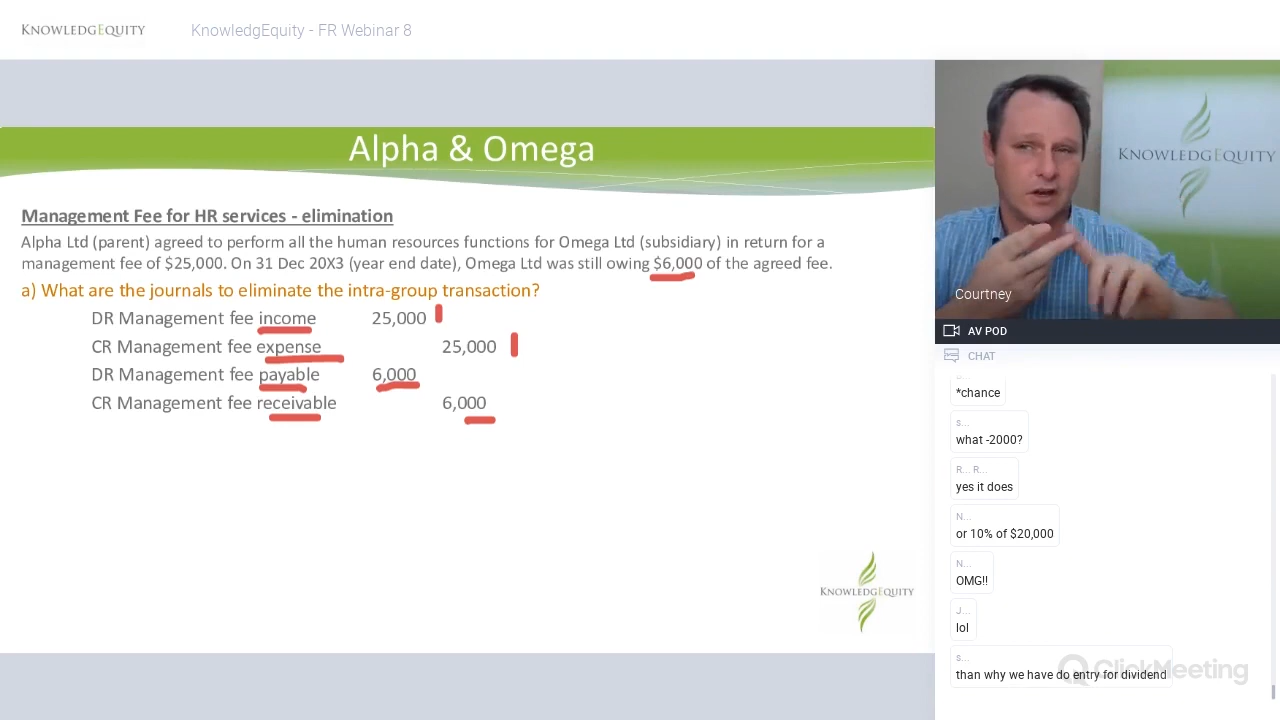 KNOWLEDGEQUITY
KnowledgEquity - FR Webinar 8
Alpha & Omega
Management Fee for HR services - elimination
Alpha Ltd (parent) agreed to perform all the human resources functions for Omega Ltd (subsidiary) in return for a
management fee of $25,000. On 31 Dec 20X3 (year end date), Omega Ltd was still owing $6,000 of the agreed fee.
a) What are the journals to eliminate the intra-group transaction?
DR Management fee income 25,000
CR Management fee expense 25,000
DR Management fee payable 6,000
CR Management fee receivable 6,000
KNOWLEDGEQUITY
KNOWLEDGEQUITY
Courtney
AV POD
CHAT
*chance
s...
what -2000?
R... R...
yes it does
N...
or 10% of $20,000
N...
OMG!!
J...
lol
s...
than why we have do entry for dividend
ClickMeeting